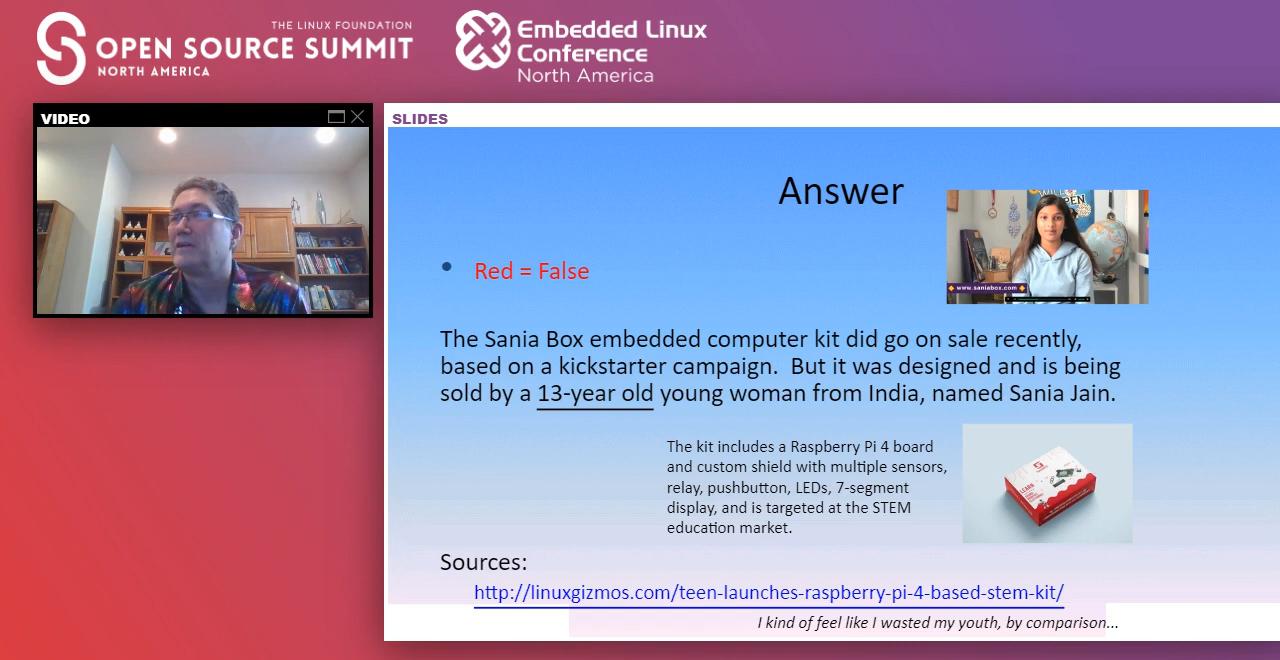 THE LINUX FOUNDATION
OPEN SOURCE SUMMIT
NORTH AMERICA
Embedded Linux
Conference
North America
VIDEO
SLIDES
Answer
www.saniabox.com
• Red = False
The Sania Box embedded computer kit did go on sale recently,
based on a kickstarter campaign. But it was designed and is being
sold by a 13-year old young woman from India, named Sania Jain.
The kit includes a Raspberry Pi 4 board
and custom shield with multiple sensors,
relay, pushbutton, LEDs, 7-segment
display, and is targeted at the STEM
education market.
Sources:
http://linuxgizmos.com/teen-launches-raspberry-pi-4-based-stem-kit/
I kind of feel like I wasted my youth, by comparison...